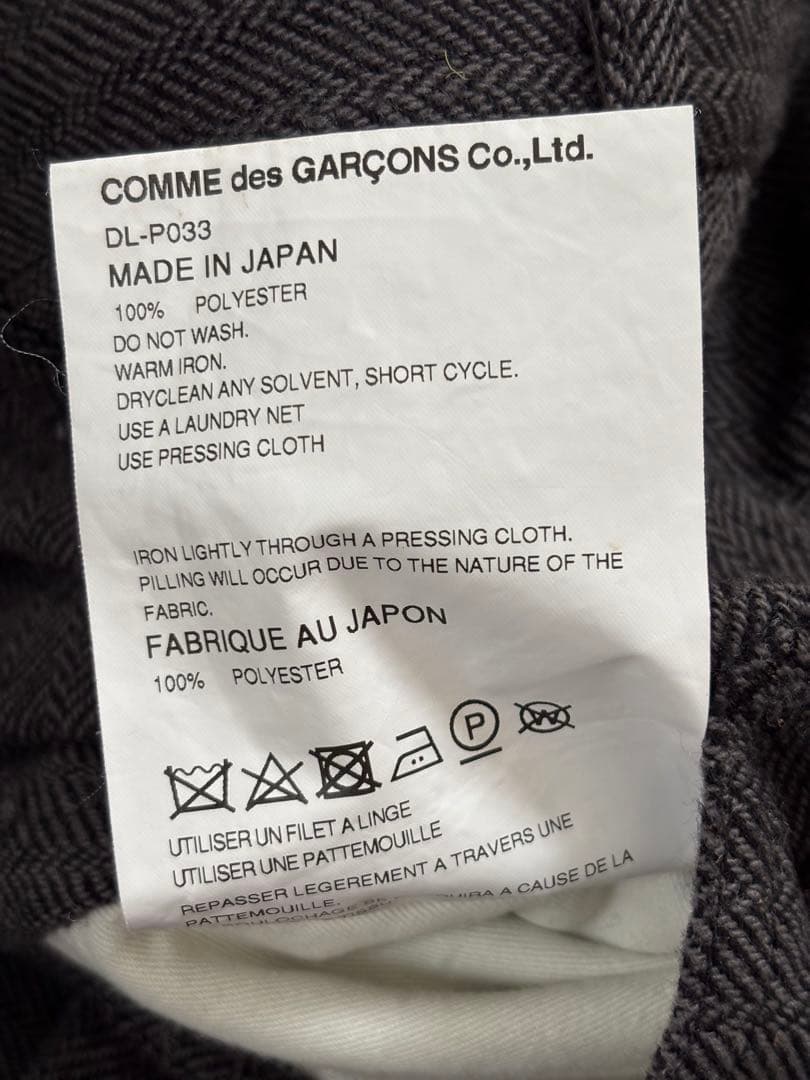 COMME des GARÇONS Co.,Ltd.
DL-P033
MADE IN JAPAN
100% POLYESTER
DO NOT WASH.
WARM IRON.
DRYCLEAN ANY SOLVENT, SHORT CYCLE.
USE A LAUNDRY NET
USE PRESSING CLOTH
IRON LIGHTLY THROUGH A PRESSING CLOTH.
PILLING WILL OCCUR DUE TO THE NATURE OF THE
FABRIC.
FABRIQUE AU JAPON
100% POLYESTER
P W
UTILISER UN FILET A LINGE
UTILISER UNE PATTEMOUILLE
REPASSER LEGEREMENT A TRAVERS UNE
PATTEMOUILLE.
A CAUSE DE LA